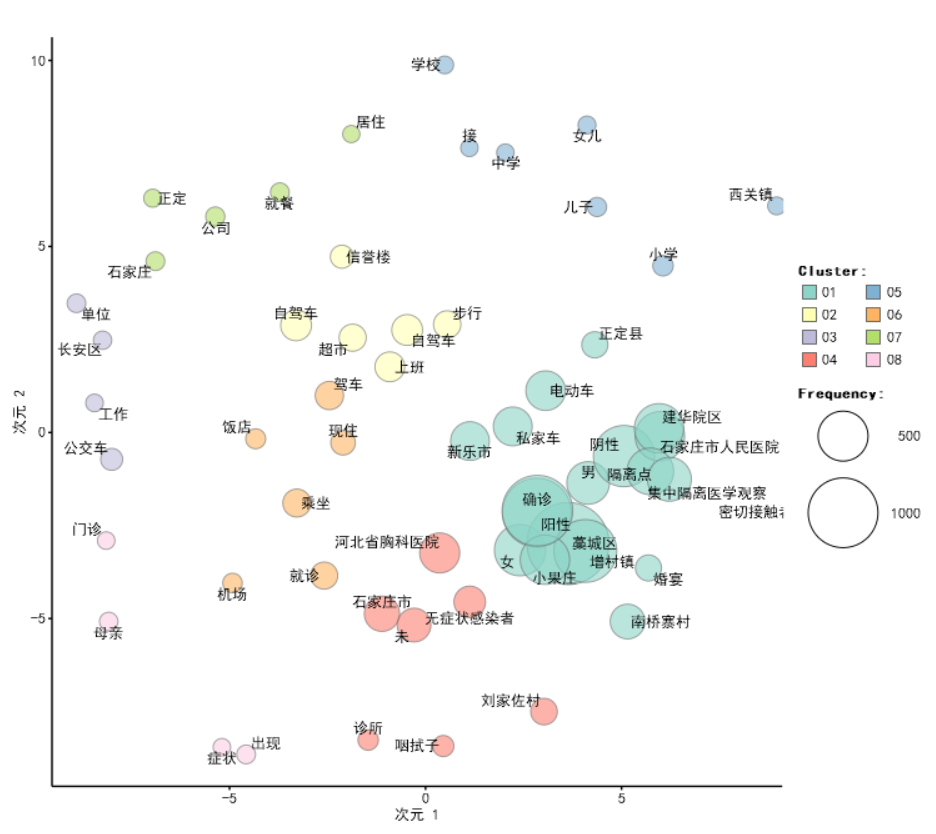 10
学校
居住
接
女儿
中学
正定
就餐
西关镇
儿子
公司
5
信誉楼
小学
石家庄
Cluster:
01
05
单位
自驾车
步行
02
06
正定县
自驾车
03
07
长安区
超市
04
08
上班
驾车
电动车
Frequency:
次元 2
工作
建华院区
饭店
现住
0
私家车
阴性
500
公交车
新乐市
石家庄市人民医院
男
隔离点
集中隔离医学观察
确诊
乘坐
密切接触者
1000
阳性
门诊
河北省胸科医院
藁城区
女
增村镇
小果庄
就诊
婚宴
机场
石家庄市
无症状感染者
-5
南桥寨村
母亲
未
刘家佐村
诊所
出现
咽拭子
症状
-5
0
5
次元 1